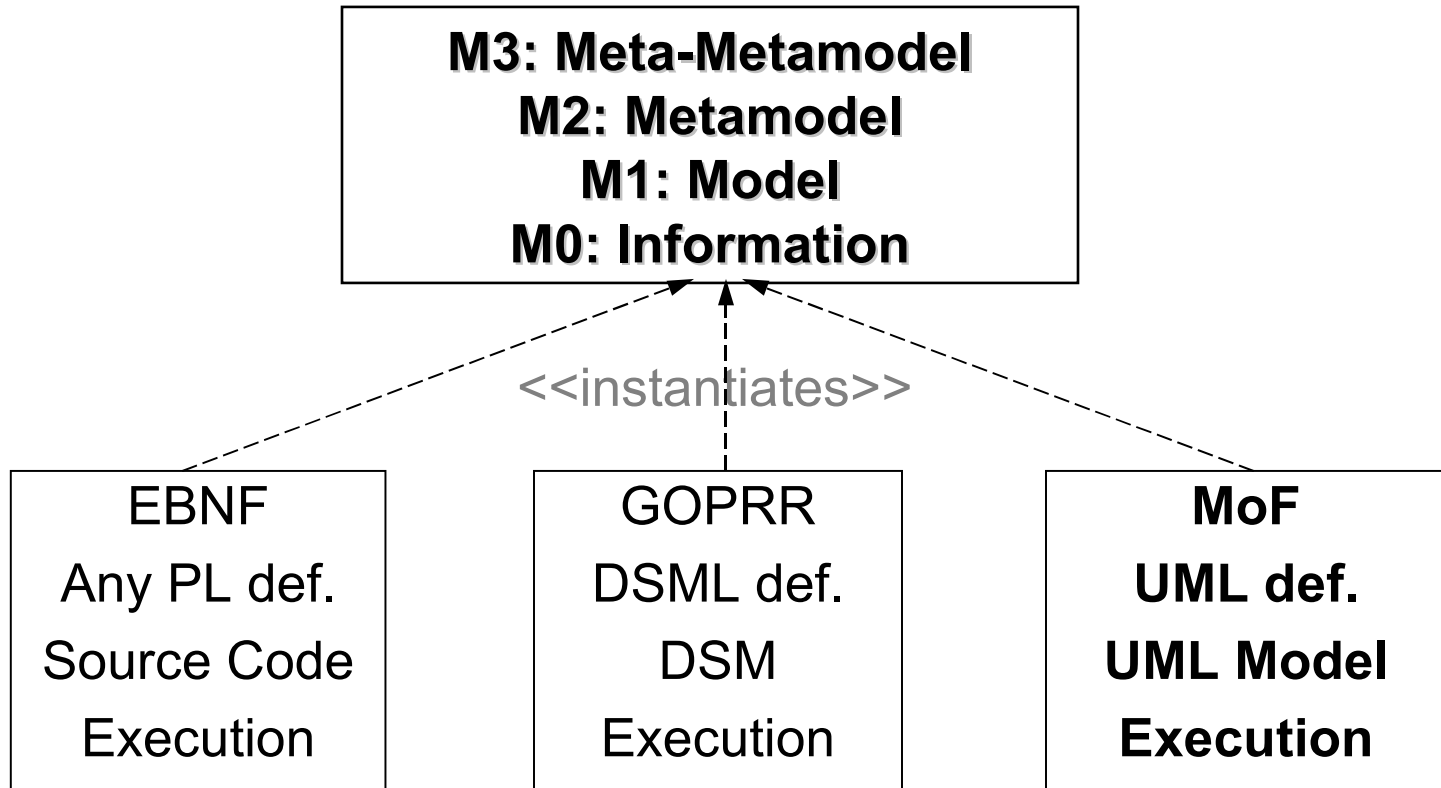 M3: Meta-Metamodel
M2: Metamodel
M1: Model
M0: Information
<<instantiates>>
EBNF
Any PL def.
Source Code
Execution
GOPRR
DSML def.
DSM
Execution
MoF
UML def.
UML Model
Execution